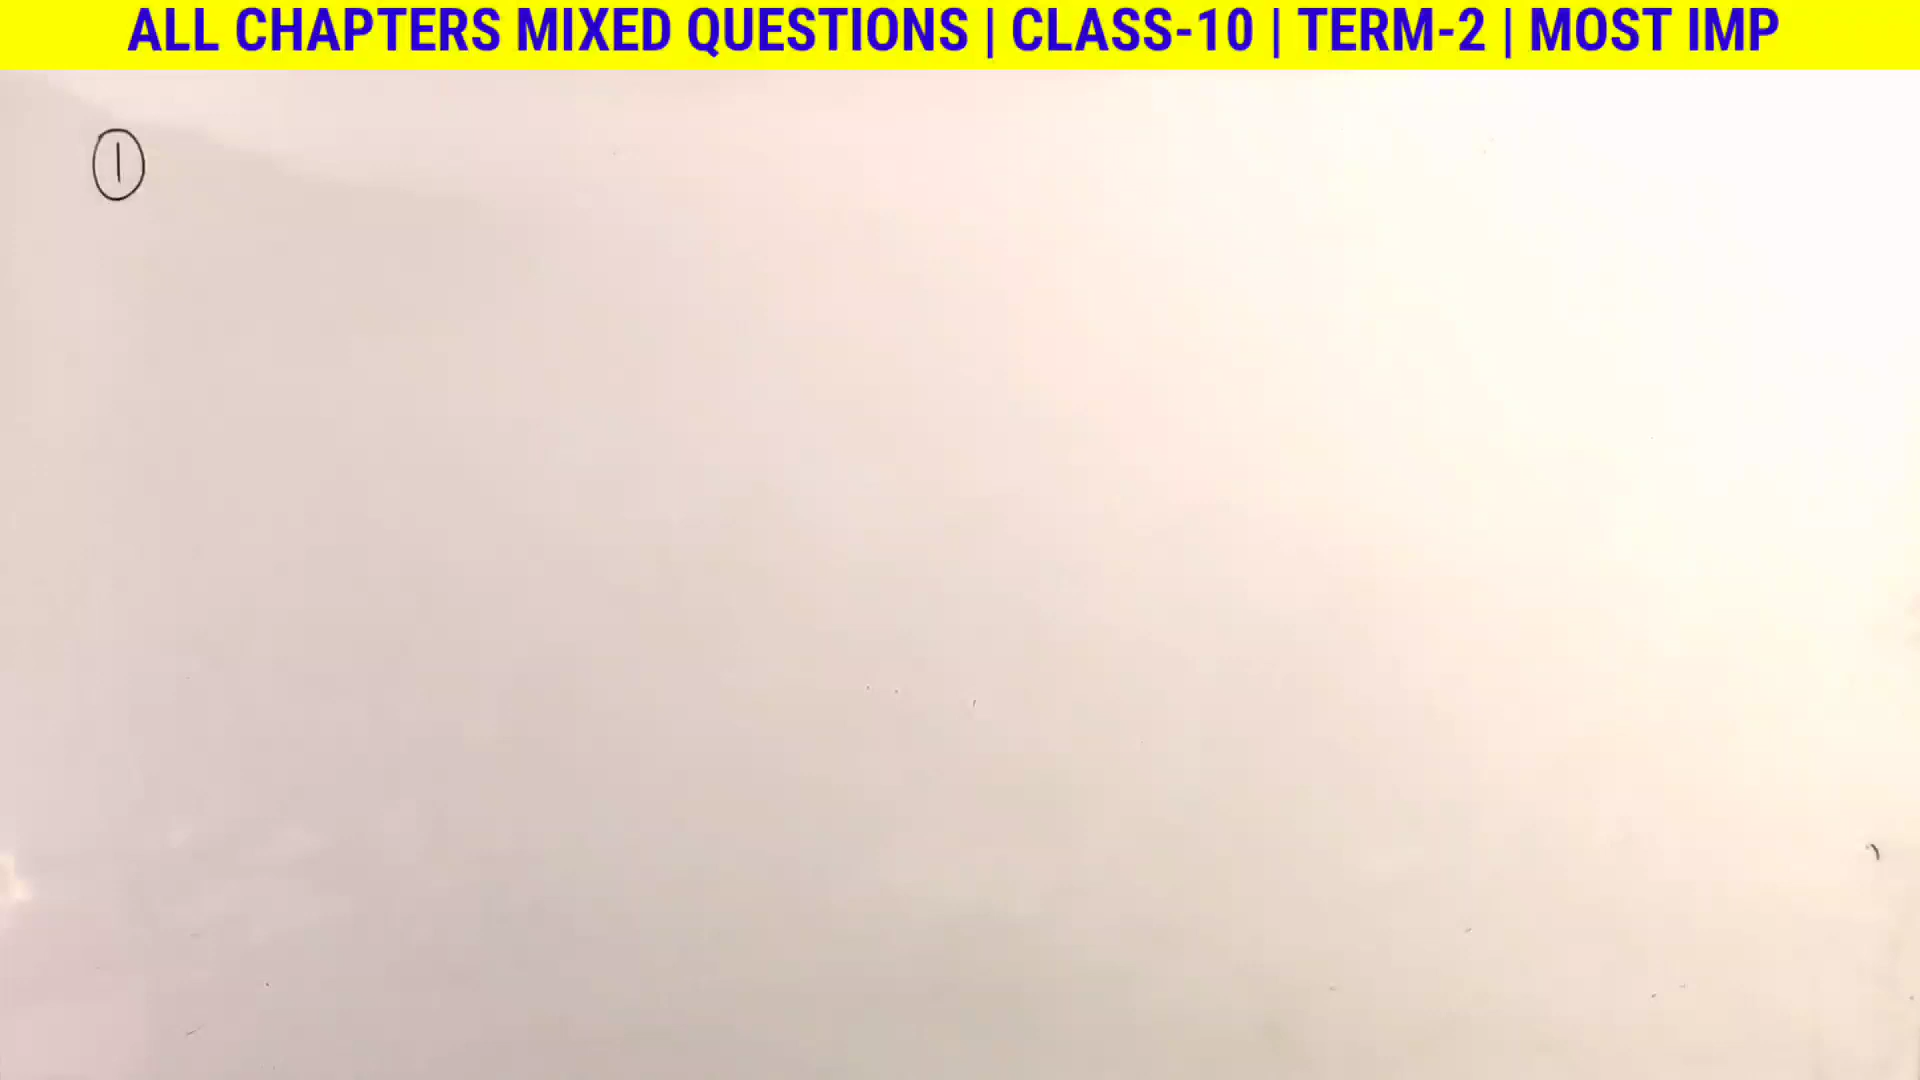 ALL CHAPTERS MIXED QUESTIONS | CLASS-10 | TERM-2 | MOST IMP
1